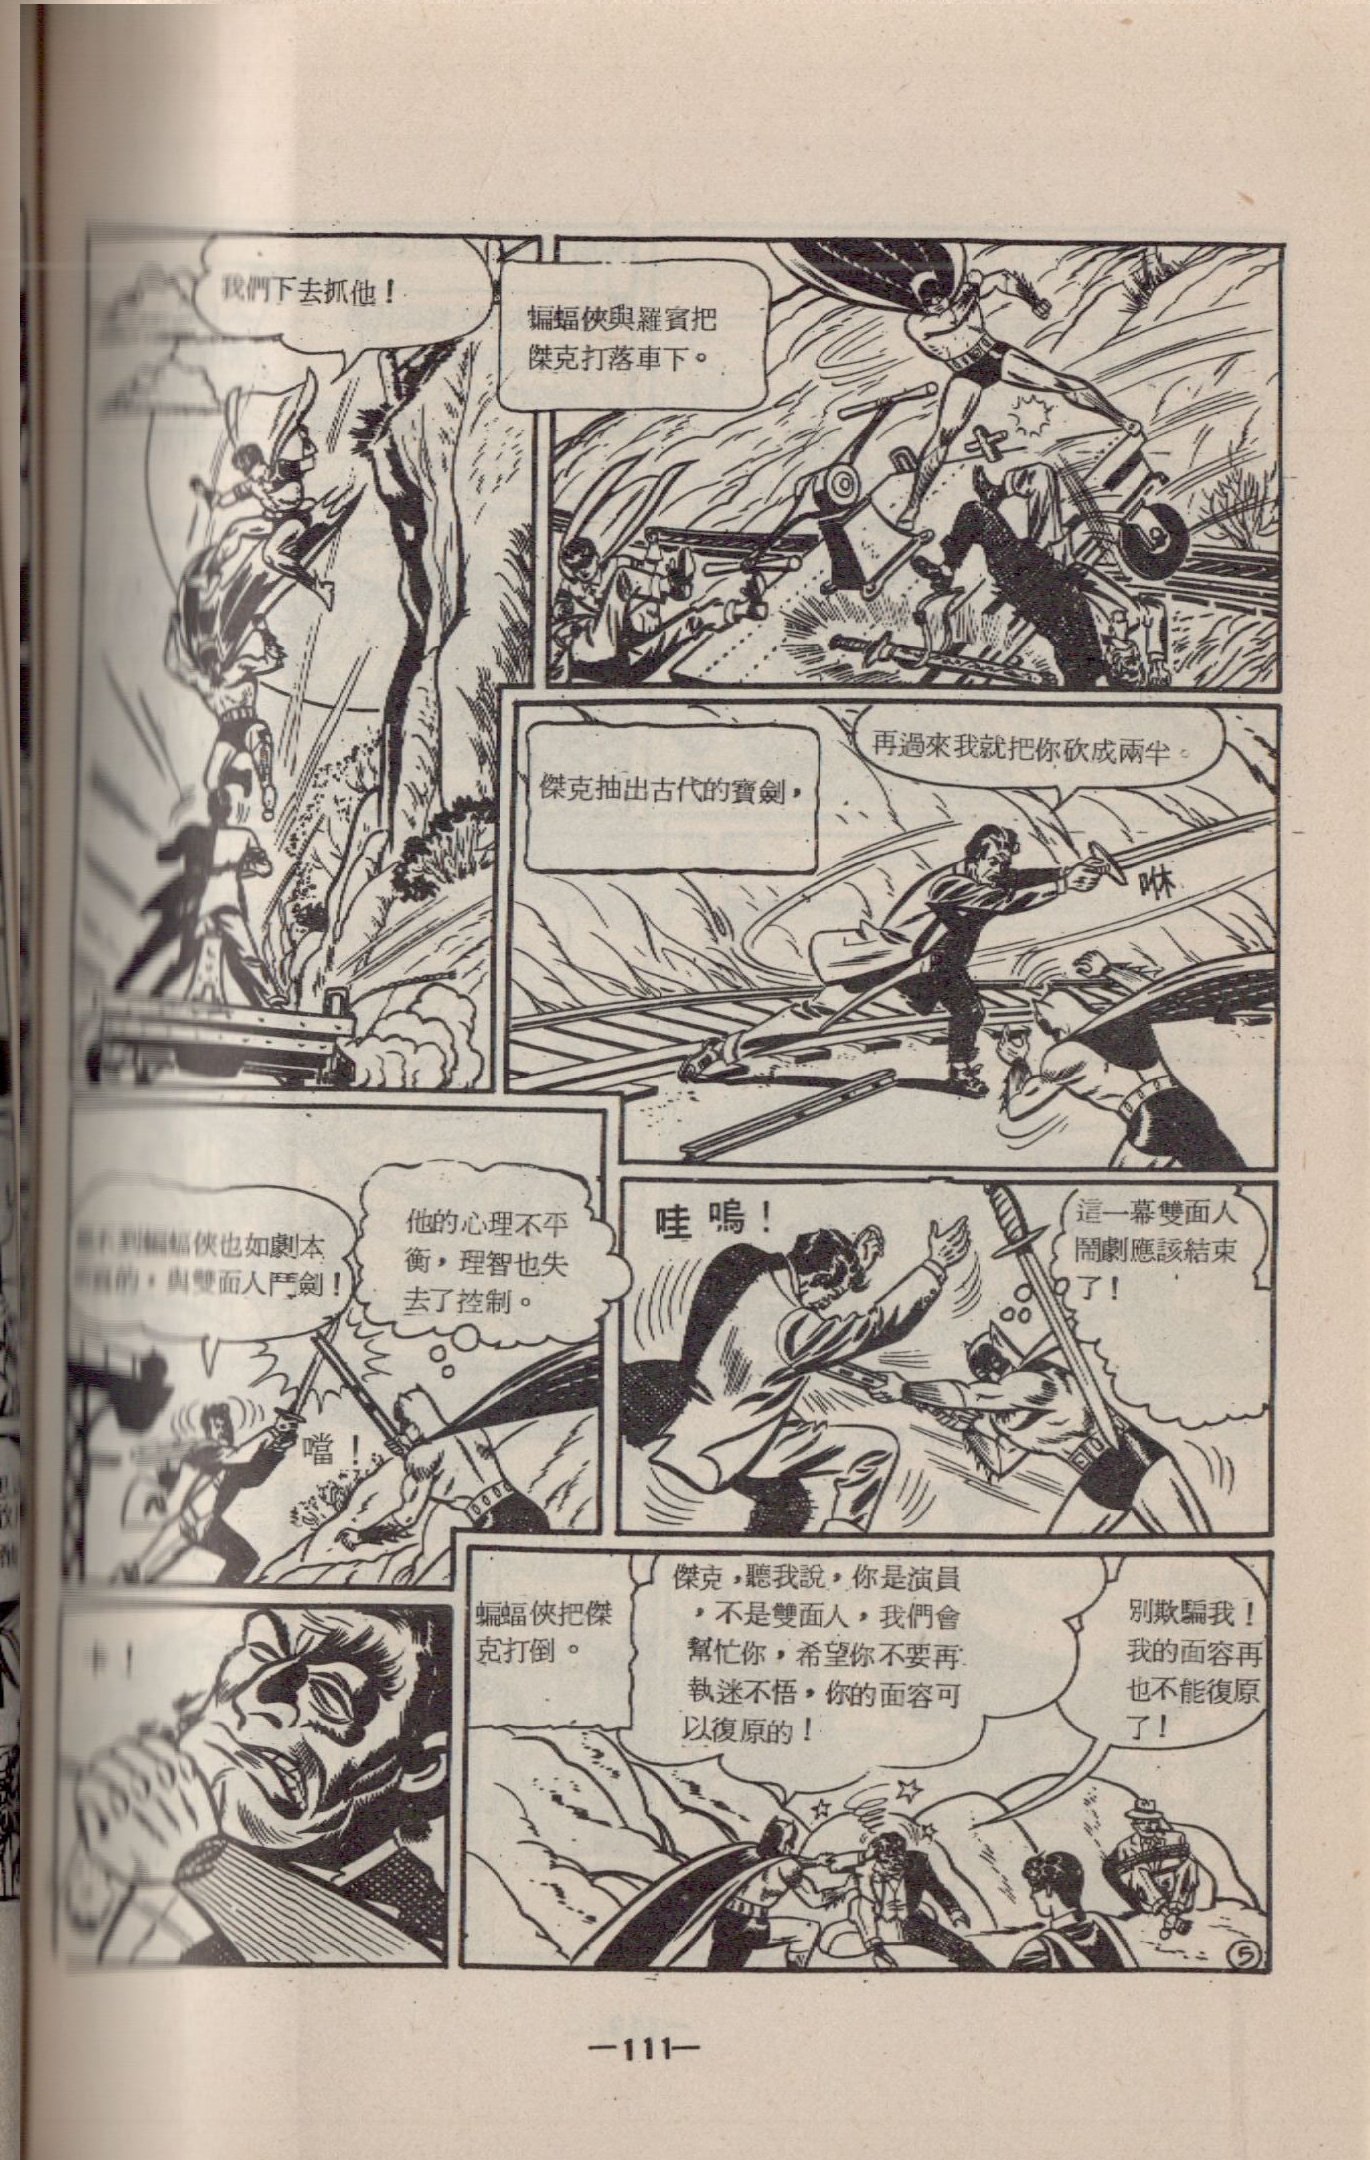 我們下去抓他！
蝙蝠俠與羅賓把
傑克打落車下。
傑克抽出古代的寶劍，
再過來我就把你砍成兩半。
咻
蝙蝠俠也如劇本
的，與雙面人鬥劍！
他的心理不平
衡，理智也失
去了控制。
噹！
哇嗚！
這一幕雙面人
鬧劇應該結束
了！
！
蝙蝠俠把傑
克打倒。
傑克，聽我說，你是演員
，不是雙面人，我們會
幫忙你，希望你不要再
執迷不悟，你的面容可
以復原的！
別欺騙我！
我的面容再
也不能復原
了！
5
—111—